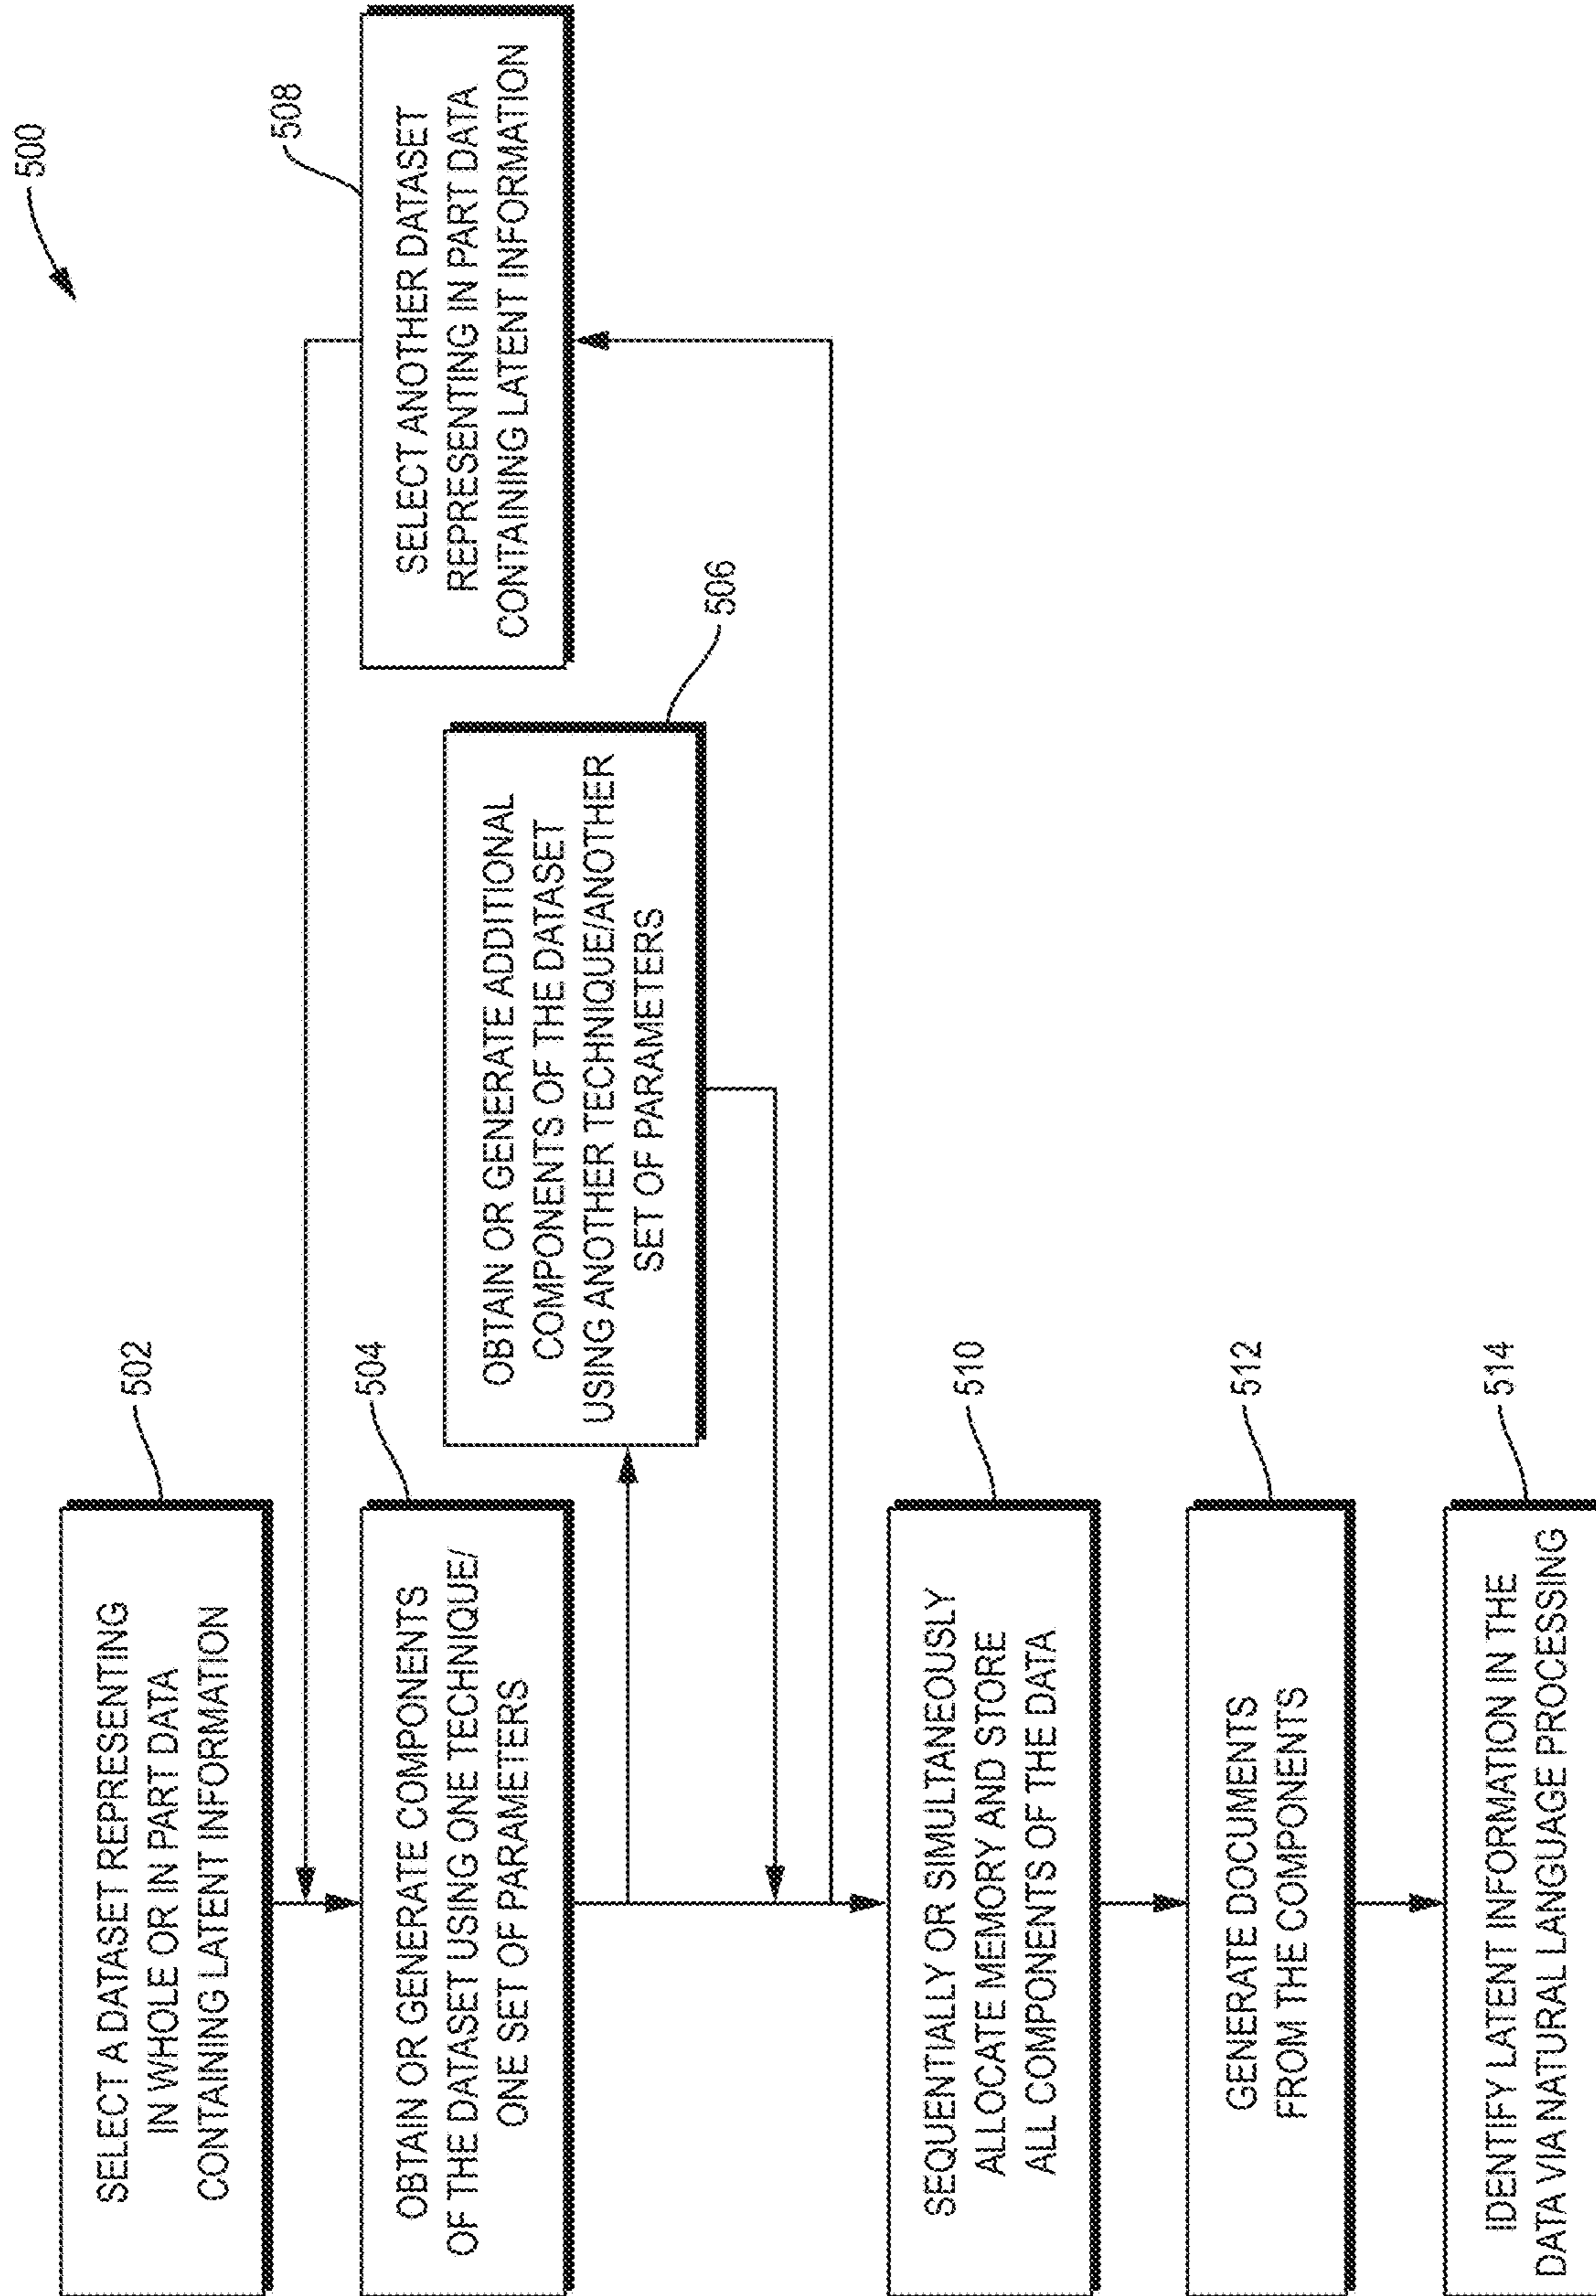 500
SELECT A DATASET REPRESENTING
IN WHOLE OR IN PART DATA
CONTAINING LATENT INFORMATION
502
OBTAIN OR GENERATE COMPONENTS
OF THE DATASET USING ONE TECHNIQUE/
ONE SET OF PARAMETERS
504
OBTAIN OR GENERATE ADDITIONAL
COMPONENTS OF THE DATASET
USING ANOTHER TECHNIQUE/ANOTHER
SET OF PARAMETERS
506
SELECT ANOTHER DATASET
REPRESENTING IN PART DATA
CONTAINING LATENT INFORMATION
508
SEQUENTIALLY OR SIMULTANEOUSLY
ALLOCATE MEMORY AND STORE
ALL COMPONENTS OF THE DATA
510
GENERATE DOCUMENTS
FROM THE COMPONENTS
512
IDENTIFY LATENT INFORMATION IN THE
DATA VIA NATURAL LANGUAGE PROCESSING
514